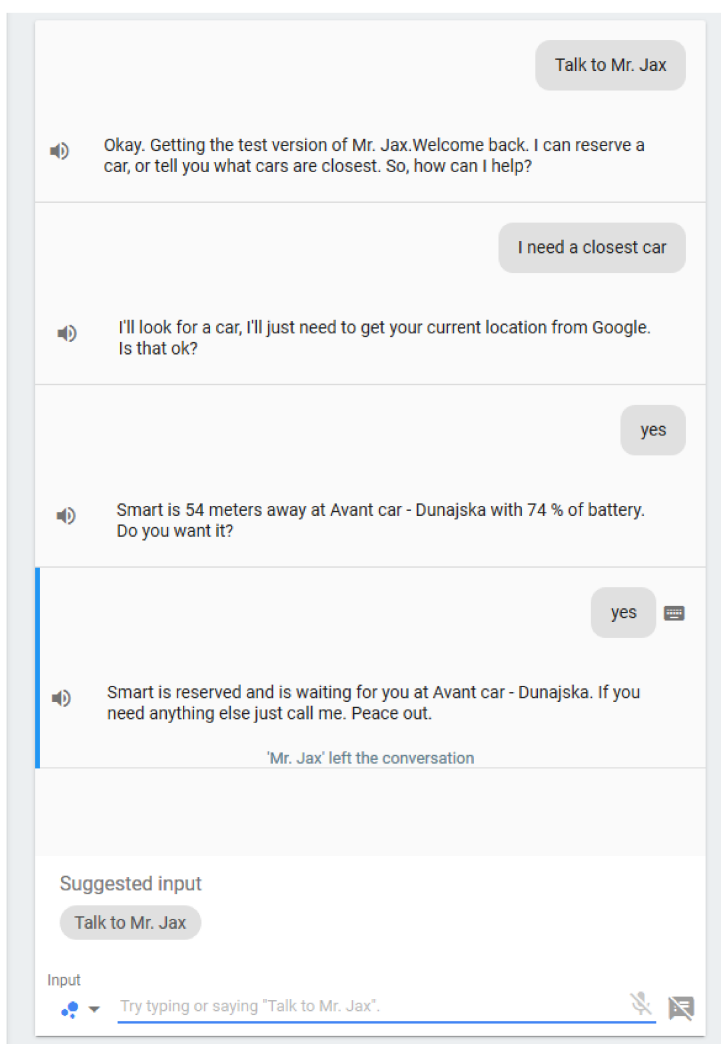 Talk to Mr. Jax
Okay. Getting the test version of Mr. Jax.Welcome back. I can reserve a
car, or tell you what cars are closest. So, how can I help?
I need a closest car
I'll look for a car, I'll just need to get your current location from Google.
Is that ok?
yes
Smart is 54 meters away at Avant car - Dunajska with 74 % of battery.
Do you want it?
yes
Smart is reserved and is waiting for you at Avant car - Dunajska. If you
need anything else just call me. Peace out.
'Mr. Jax' left the conversation
Suggested input
Talk to Mr. Jax
Input
Try typing or saying "Talk to Mr. Jax".